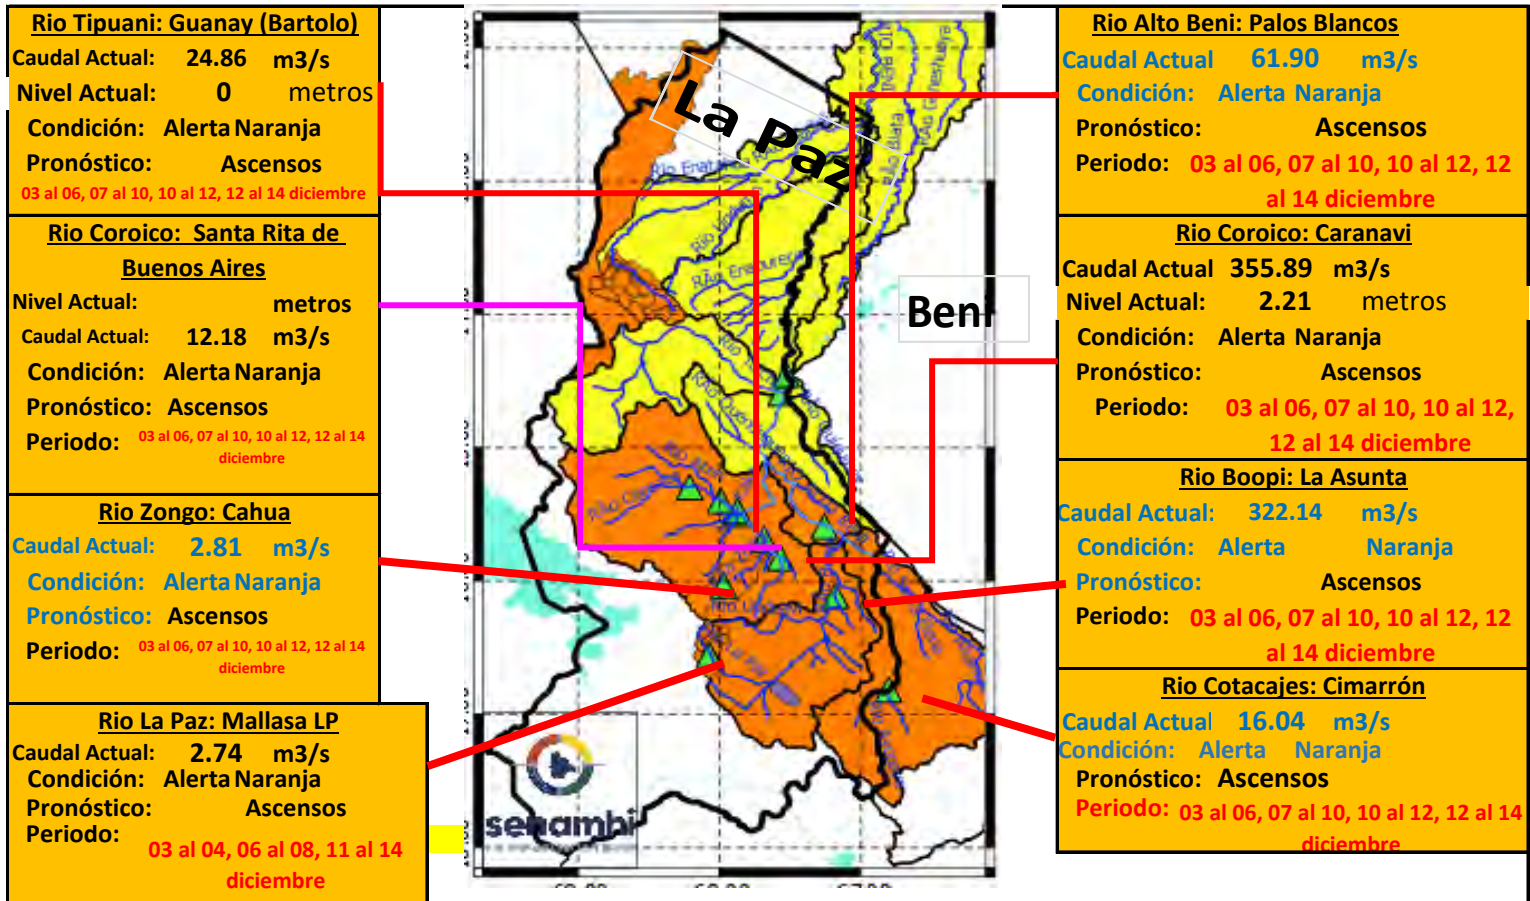 Rio Tipuani: Guanay (Bartolo)
Caudal Actual: 24.86 m3/s
Nivel Actual: 0 metros
Condición: Alerta Naranja
Pronóstico: Ascensos
03 al 06, 07 al 10, 10 al 12, 12 al 14 diciembre
Rio Coroico: Santa Rita de
Buenos Aires
Nivel Actual: metros
Caudal Actual: 12.18 m3/s
Condición: Alerta Naranja
Pronóstico: Ascensos
Periodo: 03 al 06, 07 al 10, 10 al 12, 12 al 14
diciembre
Rio Zongo: Cahua
Caudal Actual: 2.81 m3/s
Condición: Alerta Naranja
Pronóstico: Ascensos
Periodo: 03 al 06, 07 al 10, 10 al 12, 12 al 14
diciembre
Rio La Paz: Mallasa LP
Caudal Actual: 2.74 m3/s
Condición: Alerta Naranja
Pronóstico: Ascensos
Periodo: 03 al 04, 06 al 08, 11 al 14
diciembre
La Paz
Beni
senamhi
Rio Alto Beni: Palos Blancos
Caudal Actual 61.90 m3/s
Condición: Alerta Naranja
Pronóstico: Ascensos
Periodo: 03 al 06, 07 al 10, 10 al 12, 12
al 14 diciembre
Rio Coroico: Caranavi
Caudal Actual 355.89 m3/s
Nivel Actual: 2.21 metros
Condición: Alerta Naranja
Pronóstico: Ascensos
Periodo: 03 al 06, 07 al 10, 10 al 12,
12 al 14 diciembre
Rio Boopi: La Asunta
Caudal Actual: 322.14 m3/s
Condición: Alerta Naranja
Pronóstico: Ascensos
Periodo: 03 al 06, 07 al 10, 10 al 12, 12
al 14 diciembre
Rio Cotacajes: Cimarrón
Caudal Actual 16.04 m3/s
Condición: Alerta Naranja
Pronóstico: Ascensos
Periodo: 03 al 06, 07 al 10, 10 al 12, 12 al 14
diciembre